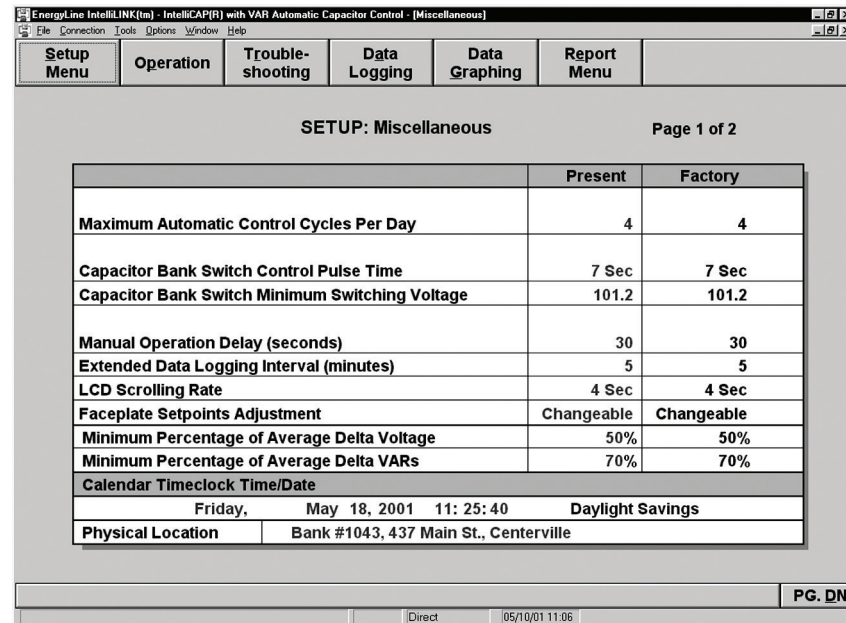 EnergyLine IntelliLINK(tm) - IntelliCAP(R) with VAR Automatic Capacitor Control - [Miscellaneous]
File Connection Tools Options Window Help
Setup Menu Operation Trouble-shooting Data Logging Data Graphing Report Menu
SETUP: Miscellaneous Page 1 of 2
Present Factory
Maximum Automatic Control Cycles Per Day 4 4
Capacitor Bank Switch Control Pulse Time 7 Sec 7 Sec
Capacitor Bank Switch Minimum Switching Voltage 101.2 101.2
Manual Operation Delay (seconds) 30 30
Extended Data Logging Interval (minutes) 5 5
LCD Scrolling Rate 4 Sec 4 Sec
Faceplate Setpoints Adjustment Changeable Changeable
Minimum Percentage of Average Delta Voltage 50% 50%
Minimum Percentage of Average Delta VARs 70% 70%
Calendar Timeclock Time/Date
Friday, May 18, 2001 11:25:40 Daylight Savings
Physical Location Bank #1043, 437 Main St., Centerville
PG. DN
Direct 05/10/01 11:06